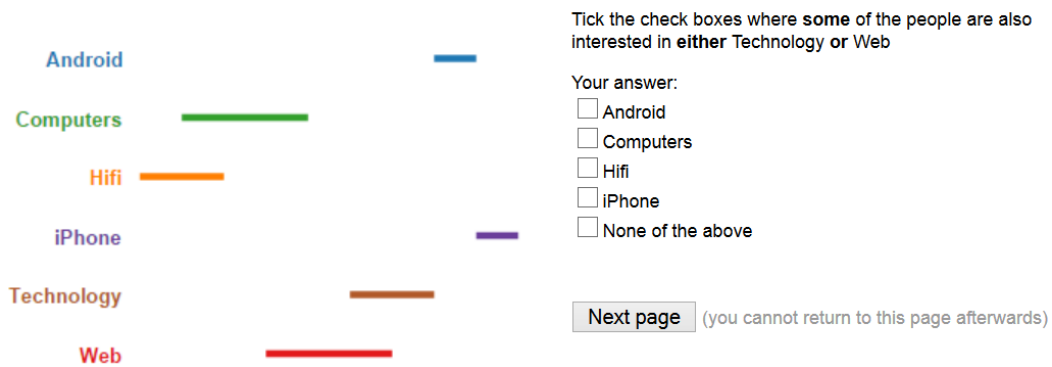 Android
Computers
Hifi
iPhone
Technology
Web
Tick the check boxes where some of the people are also
interested in either Technology or Web
Your answer:
Android
Computers
Hifi
iPhone
None of the above
Next page (you cannot return to this page afterwards)